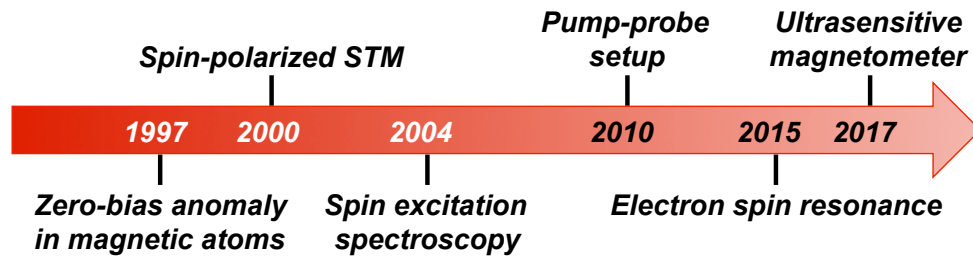 Pump-probe
setup
Ultrasensitive
magnetometer
Spin-polarized STM
1997
2000
2004
2010
2015
2017
Zero-bias anomaly
in magnetic atoms
Spin excitation
spectroscopy
Electron spin resonance